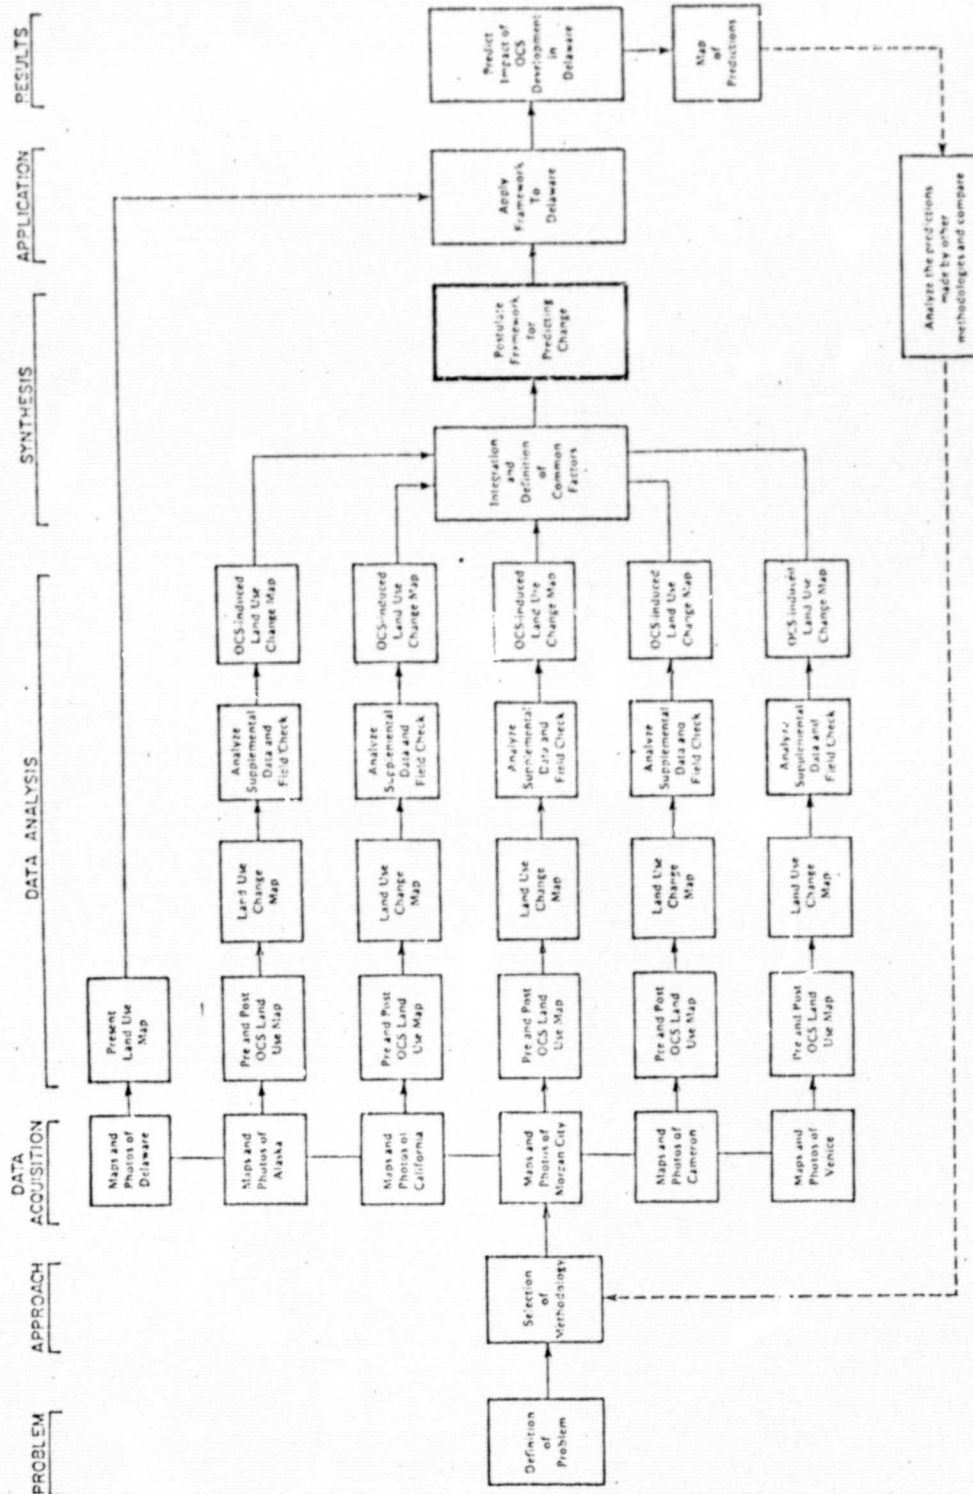 PROBLEM
APPROACH
DATA
ACQUISITION
DATA ANALYSIS
SYNTHESIS
APPLICATION
RESULTS
Definition
of
Problem
Selection
of
Methodology
Maps and
Photos of
Delaware
Maps and
Photos of
Alaska
Maps and
Photos of
California
Maps and
Photos of
Morgan City
Maps and
Photos of
Cameron
Maps and
Photos of
Venice
Present
Land Use
Map
Pre and Post
OCS Land
Use Map
Pre and Post
OCS Land
Use Map
Pre and Post
OCS Land
Use Map
Pre and Post
OCS Land
Use Map
Pre and Post
OCS Land
Use Map
Land Use
Change
Map
Land Use
Change
Map
Land Use
Change
Map
Land Use
Change
Map
Land Use
Change
Map
Analyze
Supplemental
Data and
Field Check
Analyze
Supplemental
Data and
Field Check
Analyze
Supplemental
Data and
Field Check
Analyze
Supplemental
Data and
Field Check
Analyze
Supplemental
Data and
Field Check
OCS-induced
Land Use
Change Map
OCS-induced
Land Use
Change Map
OCS-induced
Land Use
Change Map
OCS-induced
Land Use
Change Map
OCS-induced
Land Use
Change Map
Integration
and
Definition
of
Common
Factors
Postulate
Framework
for
Predicting
Change
Apply
Framework
To
Delaware
Predict
Impact of
OCS
Development
in
Delaware
Map
of
Predictions
Analyze the predictions
made by other
methodologies and compare